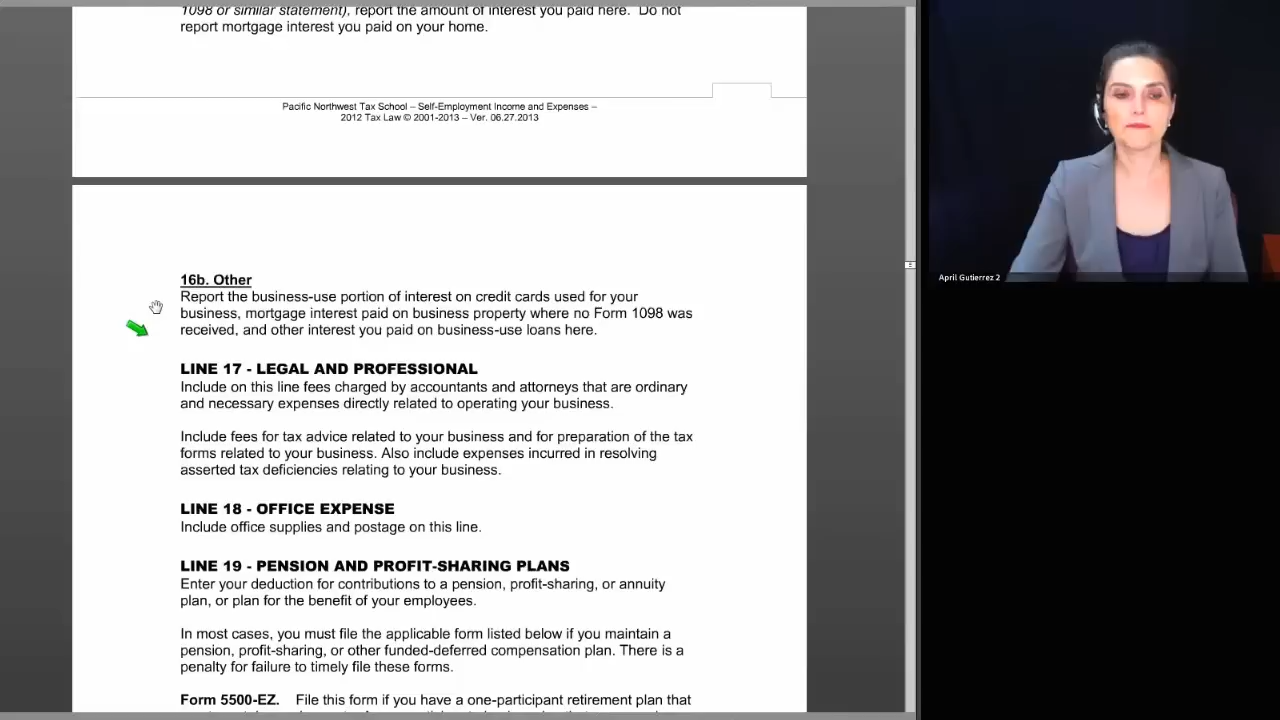 1098 or similar statement), report the amount of interest you paid here.  Do not
report mortgage interest you paid on your home.
Pacific Northwest Tax School – Self-Employment Income and Expenses –
2012 Tax Law © 2001-2013 – Ver. 06.27.2013
16b. Other
Report the business-use portion of interest on credit cards used for your
business, mortgage interest paid on business property where no Form 1098 was
received, and other interest you paid on business-use loans here.
LINE 17 - LEGAL AND PROFESSIONAL
Include on this line fees charged by accountants and attorneys that are ordinary
and necessary expenses directly related to operating your business.
Include fees for tax advice related to your business and for preparation of the tax
forms related to your business. Also include expenses incurred in resolving
asserted tax deficiencies relating to your business.
LINE 18 - OFFICE EXPENSE
Include office supplies and postage on this line.
LINE 19 - PENSION AND PROFIT-SHARING PLANS
Enter your deduction for contributions to a pension, profit-sharing, or annuity
plan, or plan for the benefit of your employees.
In most cases, you must file the applicable form listed below if you maintain a
pension, profit-sharing, or other funded-deferred compensation plan. There is a
penalty for failure to timely file these forms.
Form 5500-EZ.    File this form if you have a one-participant retirement plan that
April Gutierrez 2